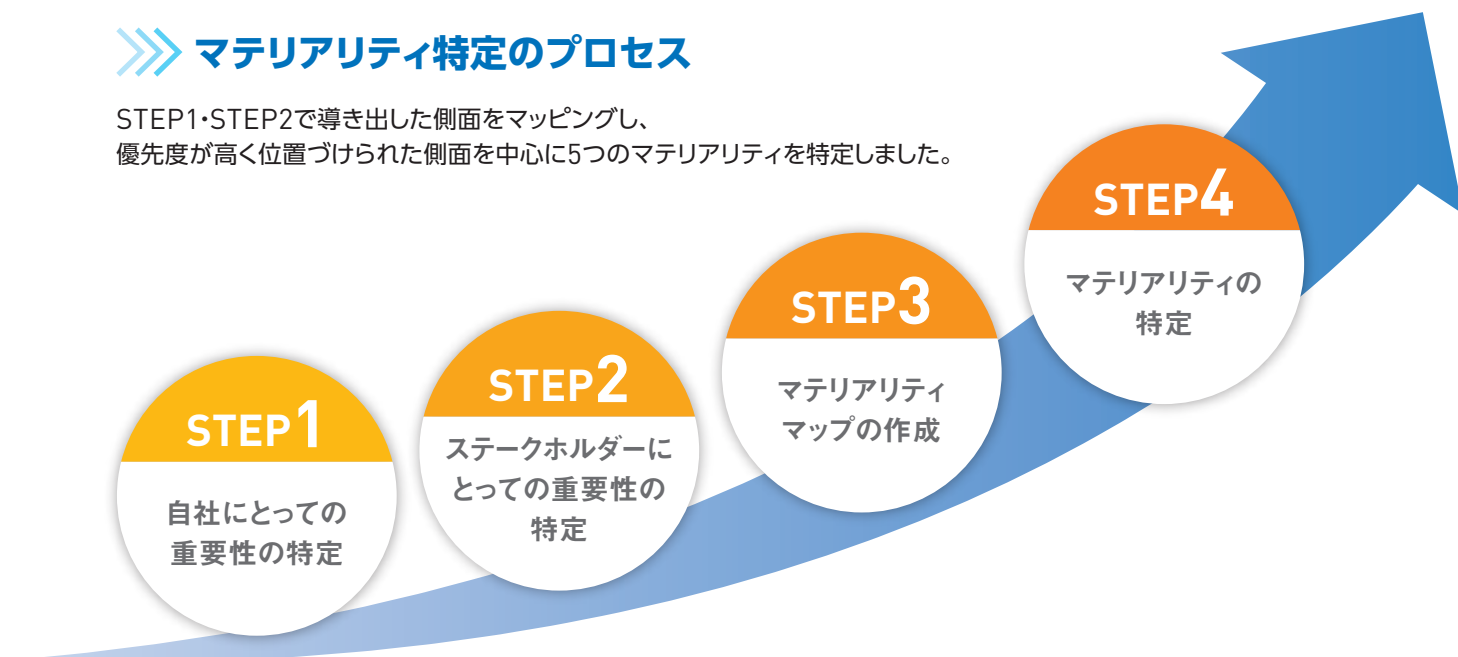 マテリアリティ特定のプロセス
STEP1・STEP2で導き出した側面をマッピングし、
優先度が高く位置づけられた側面を中心に5つのマテリアリティを特定しました。
STEP1
自社にとっての
重要性の特定
STEP2
ステークホルダーに
とっての重要性の
特定
STEP3
マテリアリティ
マップの作成
STEP4
マテリアリティの
特定